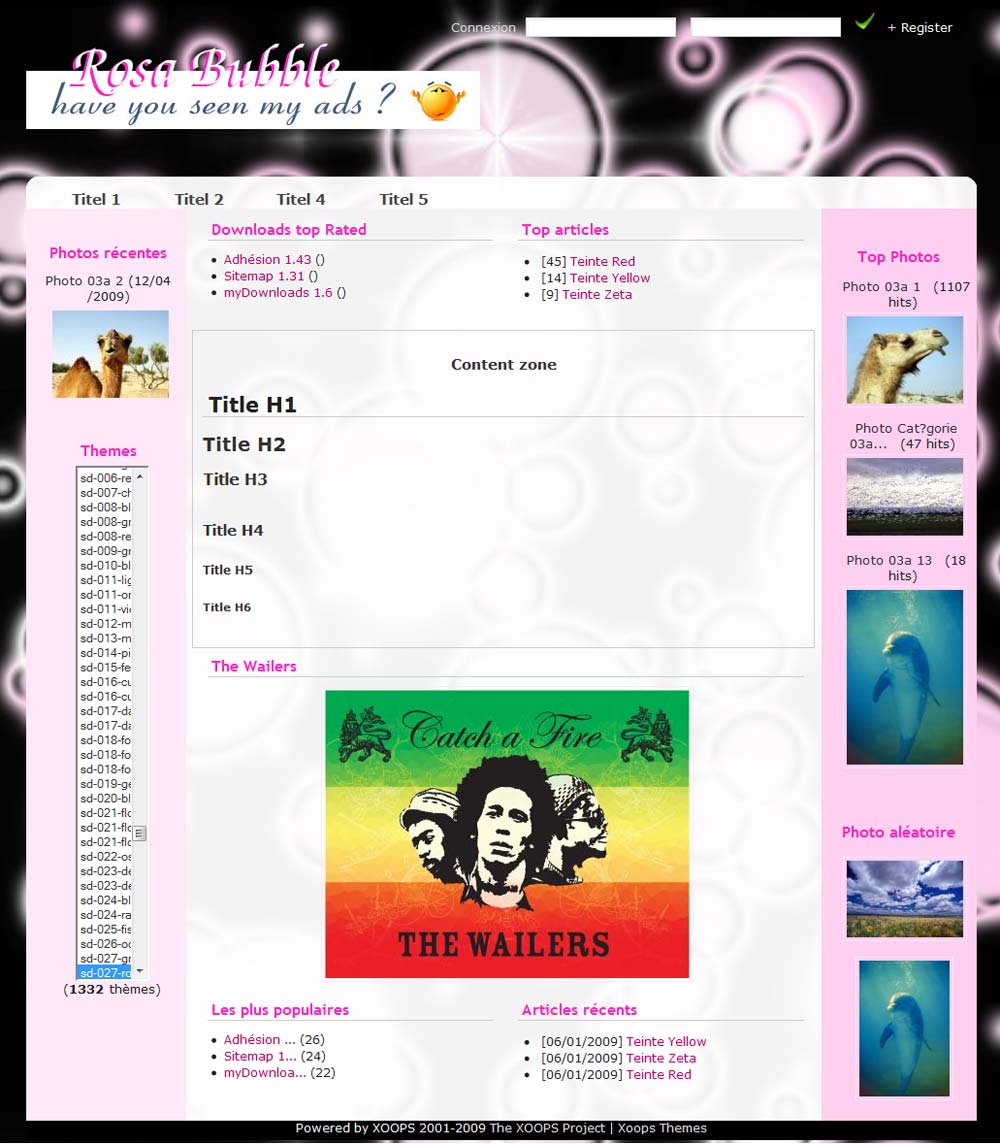 Connexion
+ Register
Rosa Bubble
have you seen my ads ?
Titel 1
Titel 2
Titel 4
Titel 5
Photos récentes
Photo 03a 2 (12/04
/2009)
Themes
sd-006-re
sd-007-ch
sd-008-bl
sd-008-gr
sd-008-re
sd-009-gr
sd-010-bl
sd-011-lig
sd-011-or
sd-011-vi
sd-012-m
sd-013-m
sd-014-pi
sd-015-fe
sd-016-cu
sd-016-cu
sd-017-da
sd-017-da
sd-018-fo
sd-018-fo
sd-018-fo
sd-019-ge
sd-020-bl
sd-021-flo
sd-021-flo
sd-021-flo
sd-022-os
sd-023-de
sd-023-de
sd-024-bl
sd-024-ra
sd-025-fis
sd-026-oc
sd-027-gr
sd-027-ro
(1332 thèmes)
Downloads top Rated
Adhésion 1.43 ()
Sitemap 1.31 ()
myDownloads 1.6 ()
Top articles
[45] Teinte Red
[14] Teinte Yellow
[9] Teinte Zeta
Content zone
Title H1
Title H2
Title H3
Title H4
Title H5
Title H6
The Wailers
Catch a Fire
THE WAILERS
Les plus populaires
Adhésion ... (26)
Sitemap 1... (24)
myDownloa... (22)
Articles récents
[06/01/2009] Teinte Yellow
[06/01/2009] Teinte Zeta
[06/01/2009] Teinte Red
Top Photos
Photo 03a 1 (1107
hits)
Photo Cat?gorie
03a... (47 hits)
Photo 03a 13 (18
hits)
Photo aléatoire
Powered by XOOPS 2001-2009 The XOOPS Project | Xoops Themes